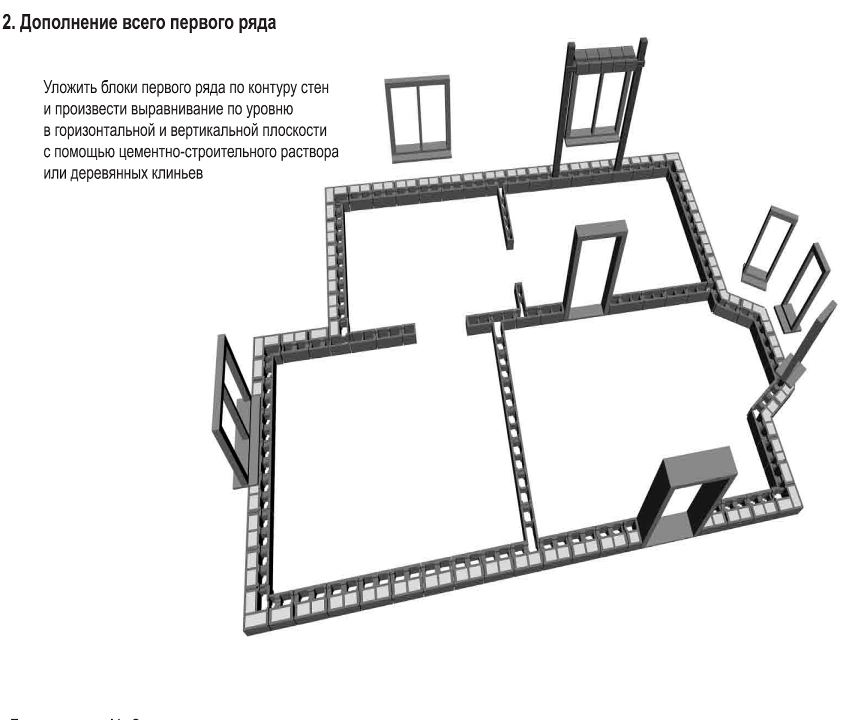 2. Дополнение всего первого ряда
Уложить блоки первого ряда по контуру стен
и произвести выравнивание по уровню
в горизонтальной и вертикальной плоскости
с помощью цементно-строительного раствора
или деревянных клиньев